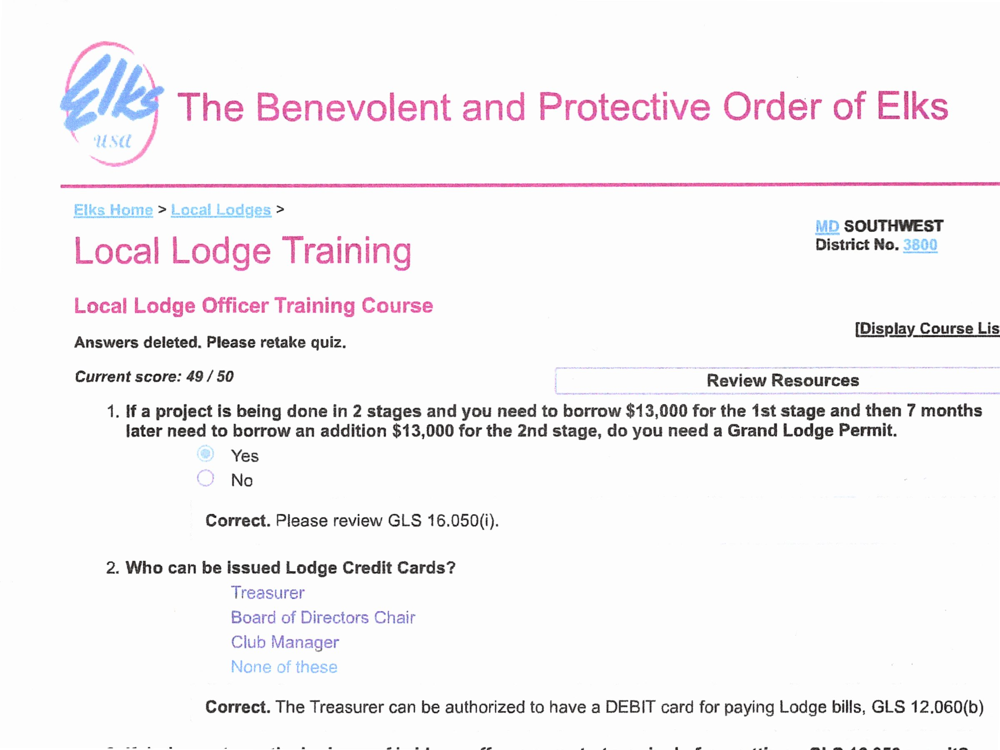 Elks
usa
The Benevolent and Protective Order of Elks
Elks Home > Local Lodges >
MD SOUTHWEST
District No. 3800
Local Lodge Training
Local Lodge Officer Training Course
[Display Course Lis
Answers deleted. Please retake quiz.
Current score: 49 / 50
Review Resources
1. If a project is being done in 2 stages and you need to borrow $13,000 for the 1st stage and then 7 months
later need to borrow an addition $13,000 for the 2nd stage, do you need a Grand Lodge Permit.
Yes
No
Correct. Please review GLS 16.050(i).
2. Who can be issued Lodge Credit Cards?
Treasurer
Board of Directors Chair
Club Manager
None of these
Correct. The Treasurer can be authorized to have a DEBIT card for paying Lodge bills, GLS 12.060(b)